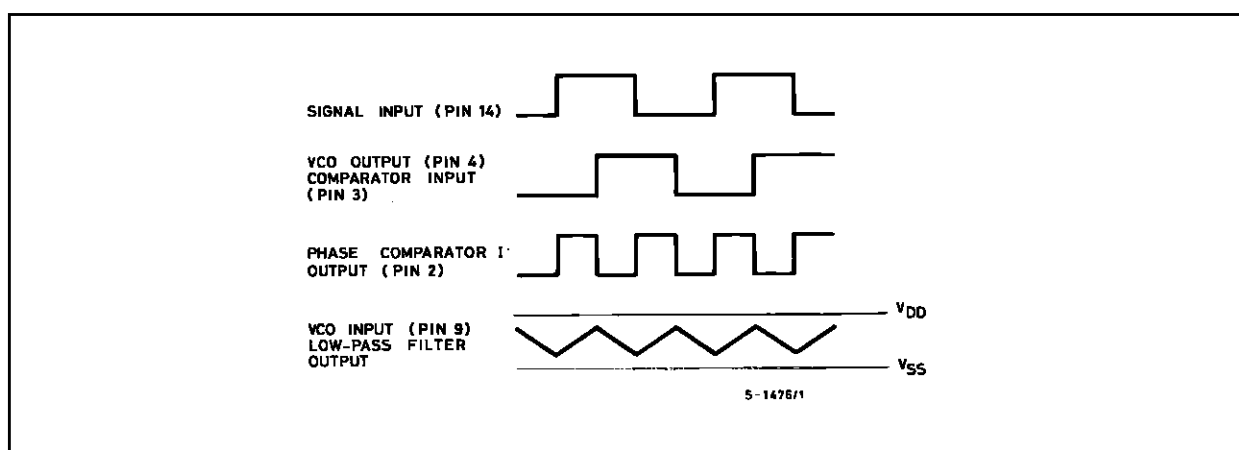 SIGNAL INPUT (PIN 14)
VCO OUTPUT (PIN 4)
COMPARATOR INPUT
(PIN 3)
PHASE COMPARATOR I
OUTPUT (PIN 2)
VCO INPUT (PIN 9)
LOW-PASS FILTER
OUTPUT
VDD
VSS
S-1476/1